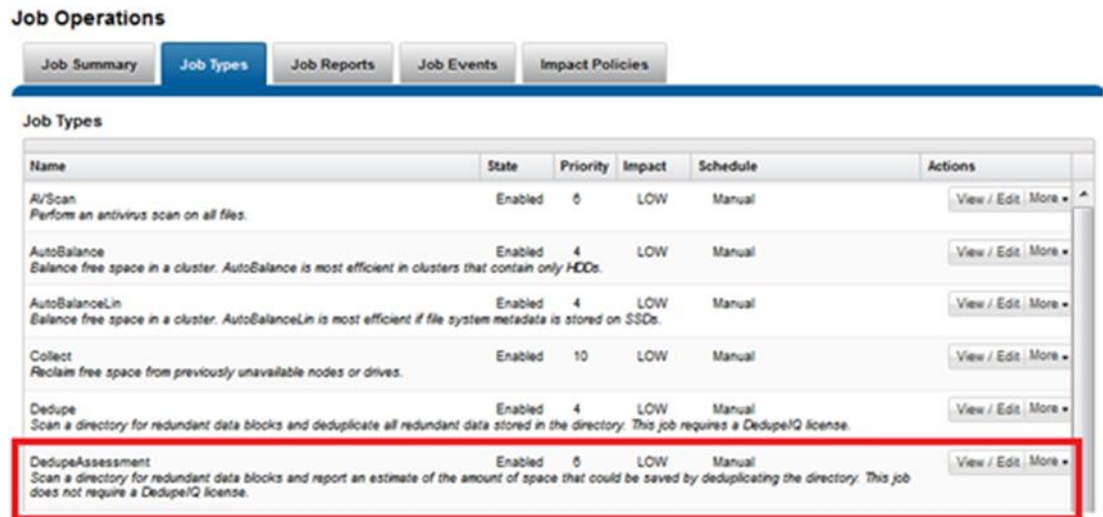 Job Operations
Job Summary Job Types Job Reports Job Events Impact Policies
Job Types
Name State Priority Impact Schedule Actions
AVScan Enabled 6 LOW Manual View / Edit More
Perform an antivirus scan on all files.
AutoBalance Enabled 4 LOW Manual View / Edit More
Balance free space in a cluster. AutoBalance is most efficient in clusters that contain only HDDs.
AutoBalanceLin Enabled 4 LOW Manual View / Edit More
Balance free space in a cluster. AutoBalanceLin is most efficient if file system metadata is stored on SSDs.
Collect Enabled 10 LOW Manual View / Edit More
Reclaim free space from previously unavailable nodes or drives.
Dedupe Enabled 4 LOW Manual View / Edit More
Scan a directory for redundant data blocks and deduplicate all redundant data stored in the directory. This job requires a DedupeIQ license.
DedupeAssessment Enabled 6 LOW Manual View / Edit More
Scan a directory for redundant data blocks and report an estimate of the amount of space that could be saved by deduplicating the directory. This job
does not require a DedupeIQ license.